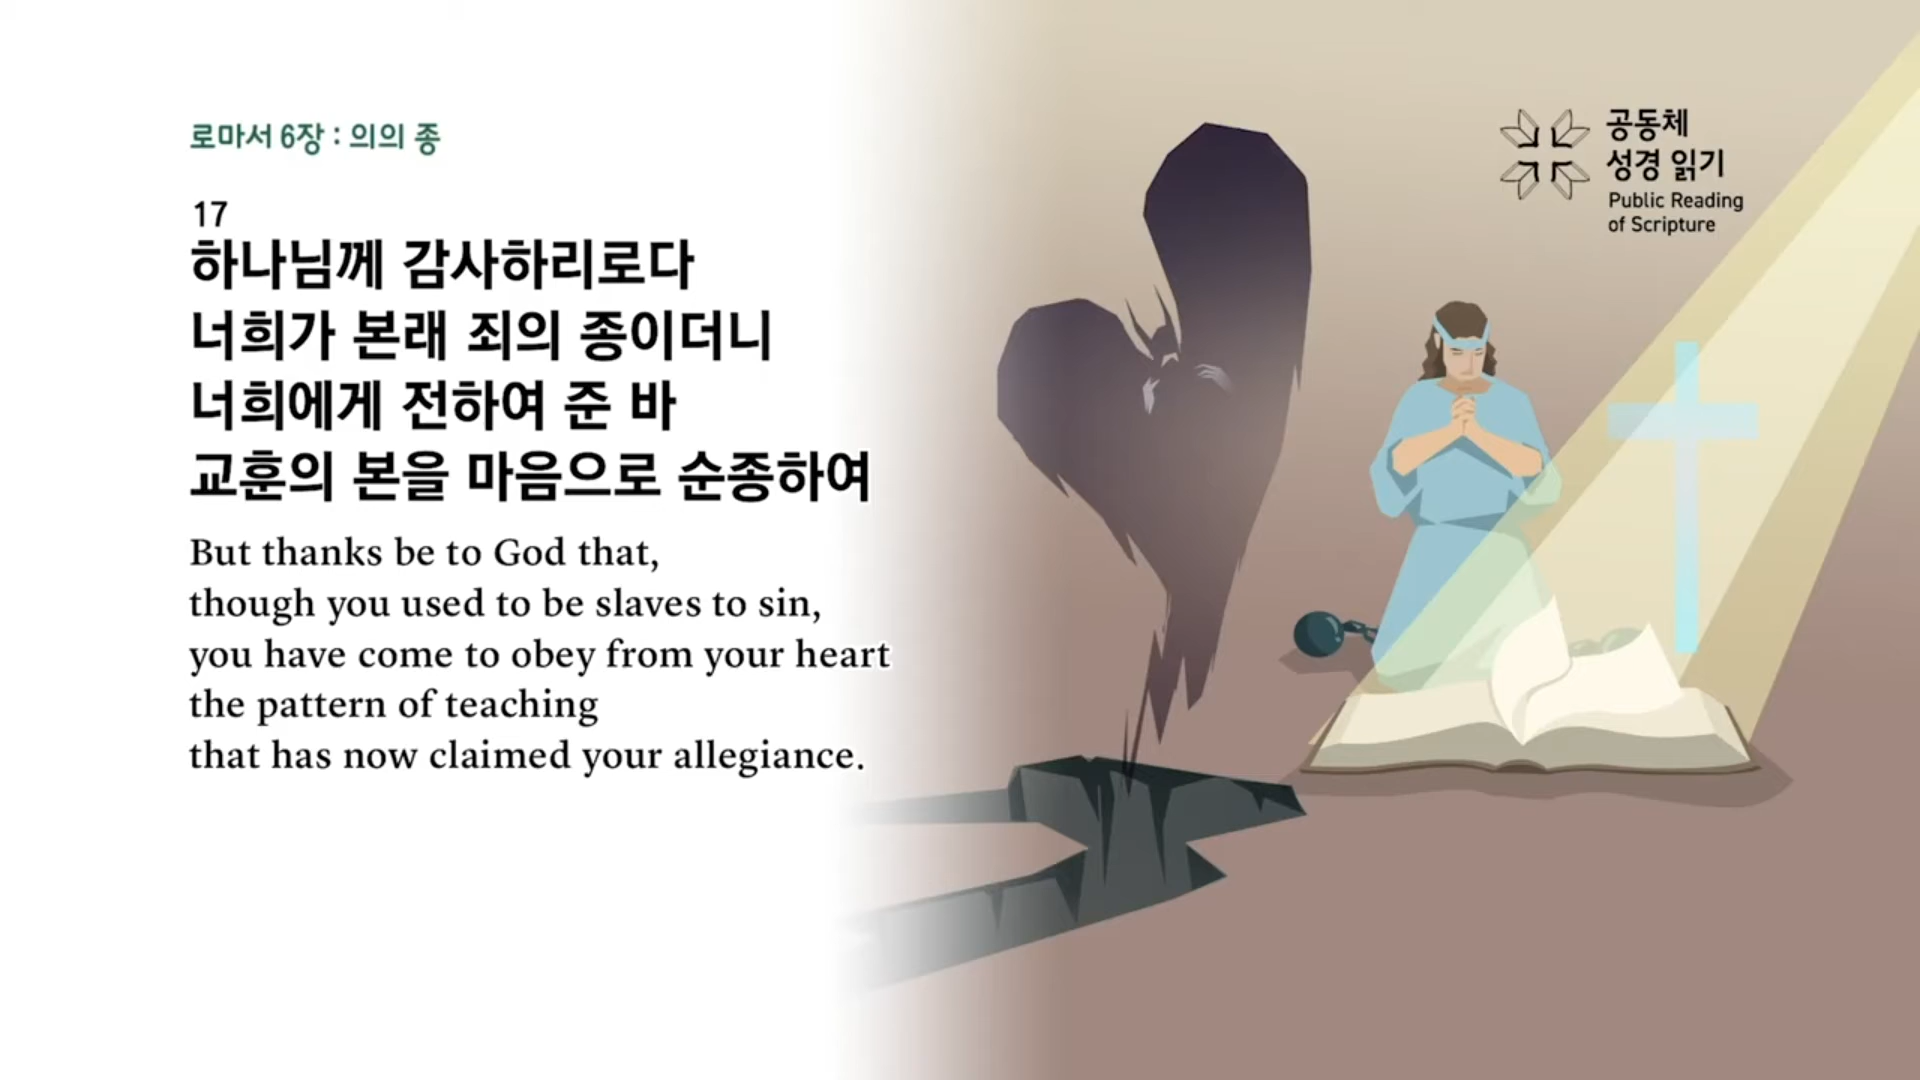 로마서 6장 : 의의 종
17
하나님께 감사하리로다
너희가 본래 죄의 종이더니
너희에게 전하여 준 바
교훈의 본을 마음으로 순종하여
But thanks be to God that,
though you used to be slaves to sin,
you have come to obey from your heart
the pattern of teaching
that has now claimed your allegiance.
공동체
성경 읽기
Public Reading
of Scripture